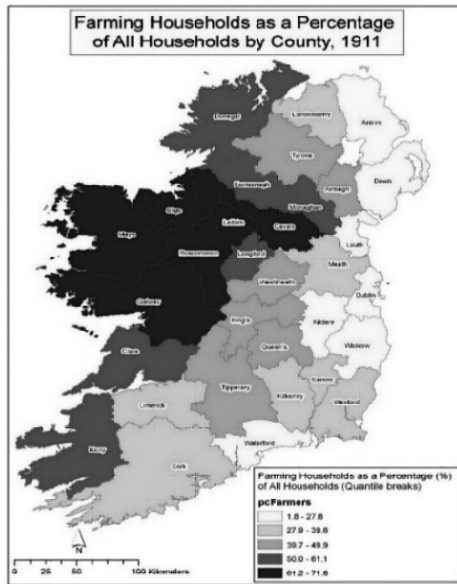 Farming Households as a Percentage
of All Households by County, 1911
Donegal
Londonderry
Antrim
Tyrone
Fermanagh
Armagh
Down
Monaghan
Sligo
Leitrim
Cavan
Mayo
Roscommon
Longford
Louth
Meath
Westmeath
Dublin
Galway
King's
Kildare
Queen's
Wicklow
Clare
Carlow
Tipperary
Limerick
Kilkenny
Wexford
Kerry
Waterford
Cork
Farming Households as a Percentage (%)
of All Households (Quantile breaks)
pcFarmers
1.8 - 27.8
27.9 - 39.6
39.7 - 49.9
50.0 - 61.1
61.2 - 71.6
N
0 25 50 100 Kilometers